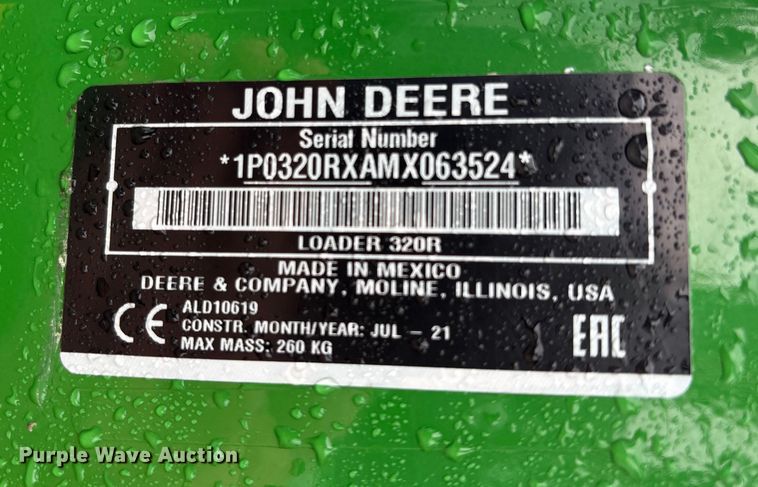 JOHN DEERE
Serial Number
*1P0320RXAMX063524*
LOADER 320R
MADE IN MEXICO
DEERE & COMPANY, MOLINE, ILLINOIS, USA
ALD10619
CONSTR. MONTH/YEAR: JUL - 21
MAX MASS: 260 KG
CE
EAC
Purple Wave Auction